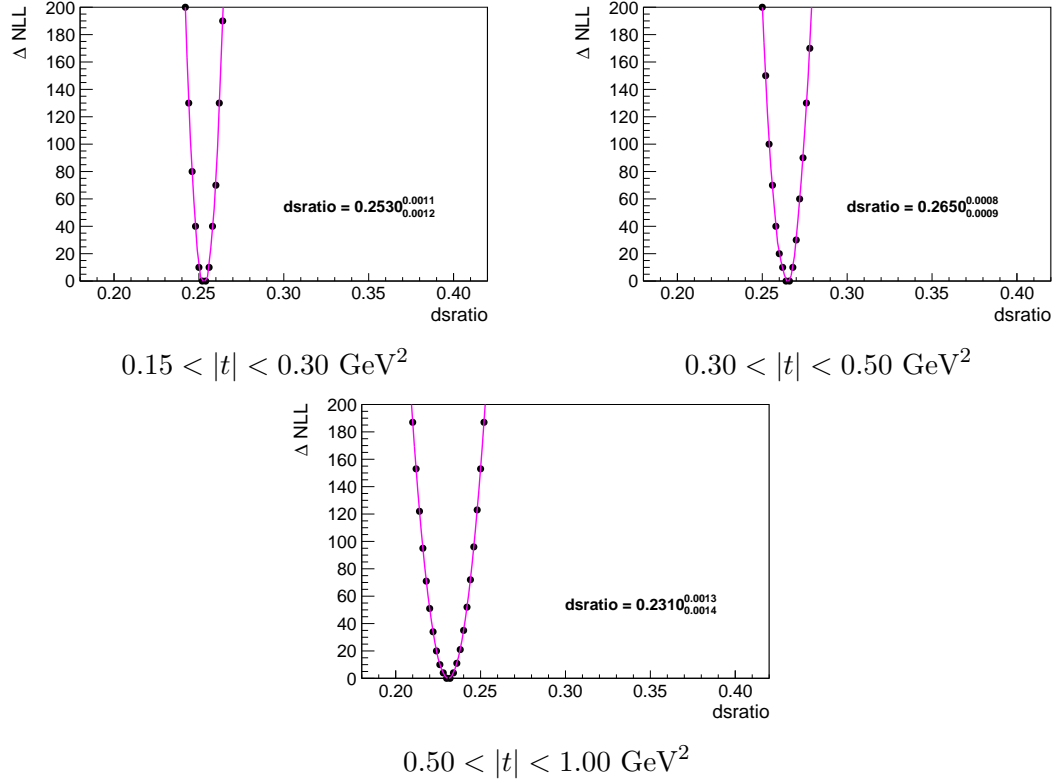 Δ NLL
200
180
160
140
120
100
80
60
40
20
0
dsratio = 0.2530 0.0011 0.0012
0.20 0.25 0.30 0.35 0.40
dsratio
0.15 < |t| < 0.30 GeV²
Δ NLL
200
180
160
140
120
100
80
60
40
20
0
dsratio = 0.2650 0.0008 0.0009
0.20 0.25 0.30 0.35 0.40
dsratio
0.30 < |t| < 0.50 GeV²
Δ NLL
200
180
160
140
120
100
80
60
40
20
0
dsratio = 0.2310 0.0013 0.0014
0.20 0.25 0.30 0.35 0.40
dsratio
0.50 < |t| < 1.00 GeV²